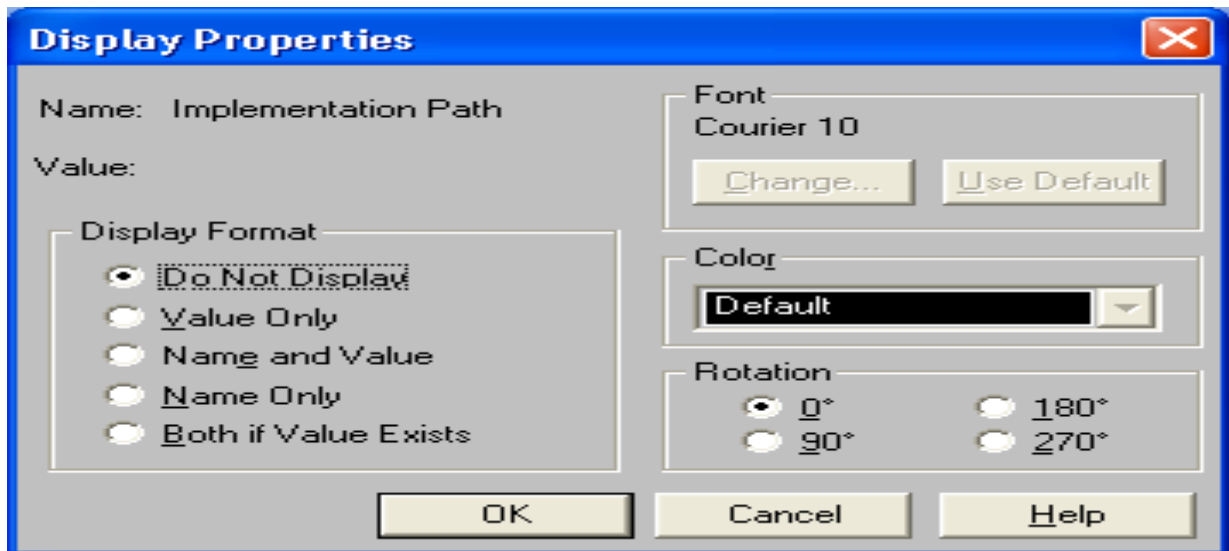 Display Properties
Name: Implementation Path
Value:
Display Format
Do Not Display
Value Only
Name and Value
Name Only
Both if Value Exists
Font
Courier 10
Change...
Use Default
Color
Default
Rotation
0°
180°
90°
270°
OK
Cancel
Help